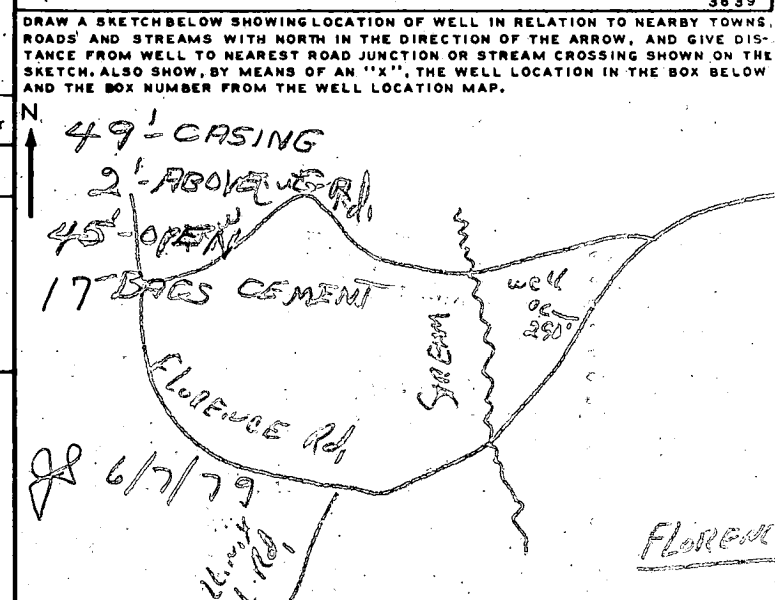 3639
DRAW A SKETCH BELOW SHOWING LOCATION OF WELL IN RELATION TO NEARBY TOWNS,
ROADS AND STREAMS WITH NORTH IN THE DIRECTION OF THE ARROW, AND GIVE DIS-
TANCE FROM WELL TO NEAREST ROAD JUNCTION OR STREAM CROSSING SHOWN ON THE
SKETCH. ALSO SHOW, BY MEANS OF AN "X", THE WELL LOCATION IN THE BOX BELOW
AND THE BOX NUMBER FROM THE WELL LOCATION MAP.
N
49'-CASING
2'-ABOVE Rd.
45'-OPEN
17-BAGS CEMENT
well
290'
STREAM
FLORENCE Rd.
JS 6/7/79
Rd.
FLORENC